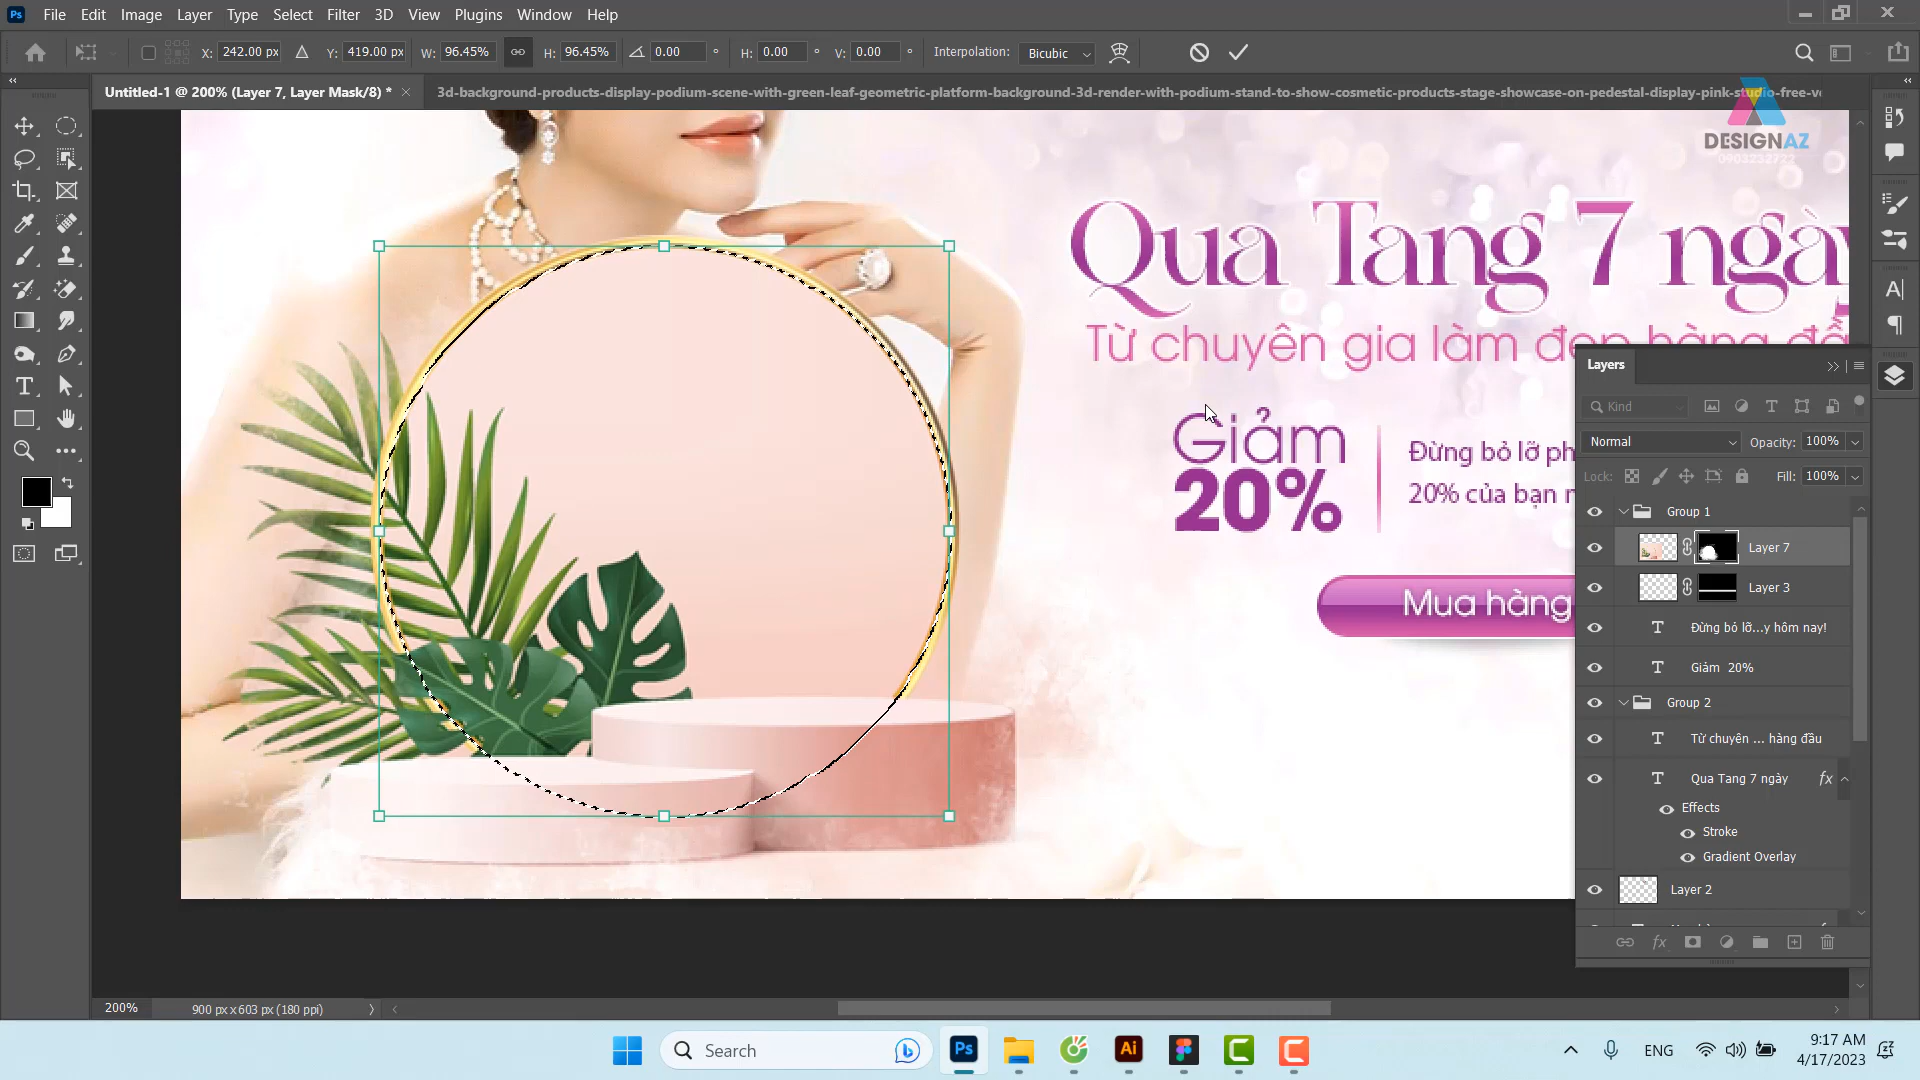 Ps File Edit Image Layer Type Select Filter 3D View Plugins Window Help
X: 242.00 px Y: 419.00 px W: 96.45% H: 96.45% 0.00 ° H: 0.00 ° V: 0.00 ° Interpolation: Bicubic
Untitled-1 @ 200% (Layer 7, Layer Mask/8) * × 3d-background-products-display-podium-scene-with-green-leaf-geometric-platform-background-3d-render-with-podium-stand-to-show-cosmetic-products-stage-showcase-on-pedestal-display-pink-studio-free-ve
DESIGNAZ
0903232722
Qua Tang 7 ngày
Từ chuyên gia làm đẹp hàng đầ
Giảm
20%
Đừng bỏ lỡ ph
20% của bạn n
Mua hàng
Layers
Kind
Normal Opacity: 100%
Lock: Fill: 100%
Group 1
Layer 7
Layer 3
Đừng bỏ lỡ...y hôm nay!
Giảm 20%
Group 2
Từ chuyên ... hàng đầu
Qua Tang 7 ngày fx
Effects
Stroke
Gradient Overlay
Layer 2
fx
200% 900 px x 603 px (180 ppi)
Search
Ps
Ai
ENG
9:17 AM
4/17/2023